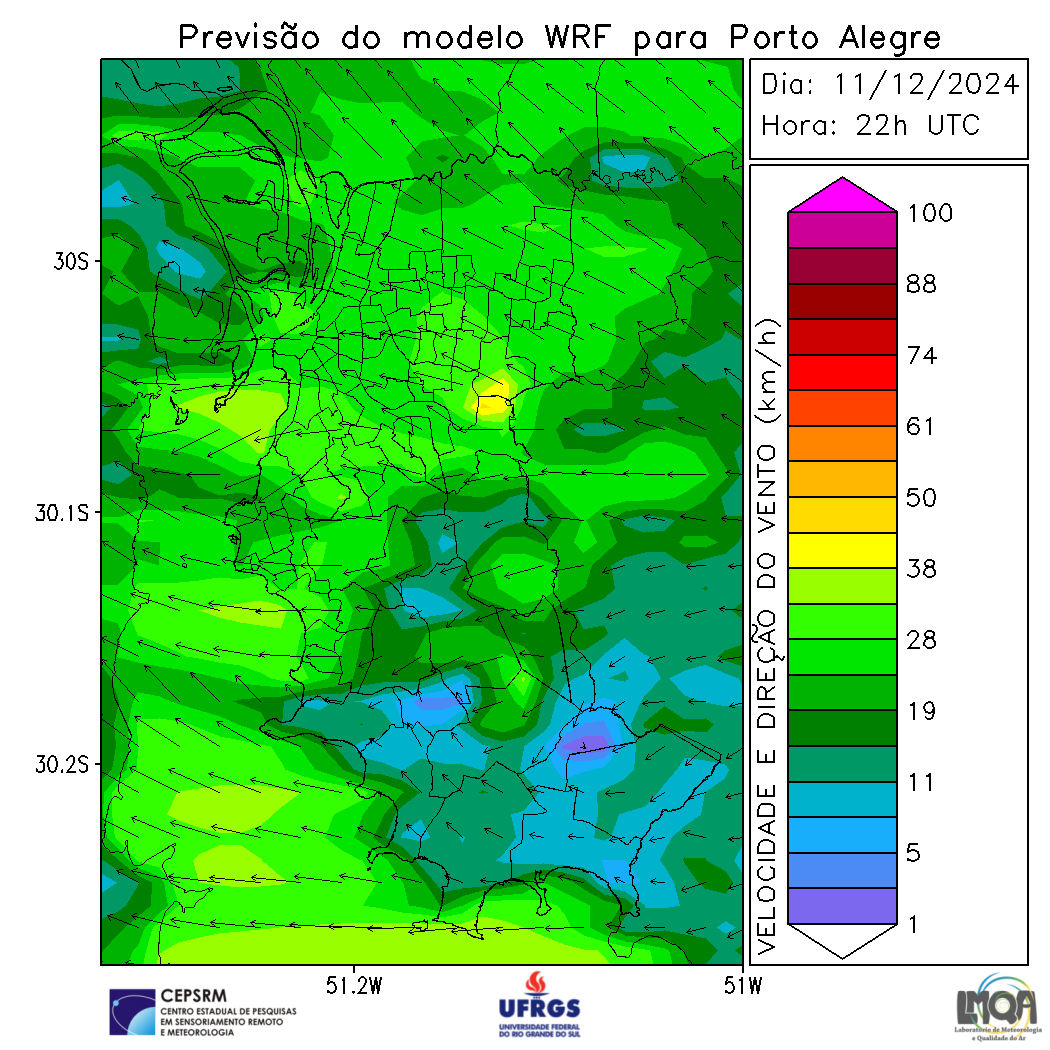 Previsão do modelo WRF para Porto Alegre
Dia: 11/12/2024
Hora: 22h UTC
100
88
74
61
50
38
28
19
11
5
1
VELOCIDADE E DIREÇÃO DO VENTO (km/h)
30S
30.1S
30.2S
51.2W
51W
CEPSRM
CENTRO ESTADUAL DE PESQUISAS
EM SENSORIAMENTO REMOTO
E METEOROLOGIA
UFRGS
UNIVERSIDADE FEDERAL
DO RIO GRANDE DO SUL
LMQA
Laboratório de Meteorologia
e Qualidade do Ar